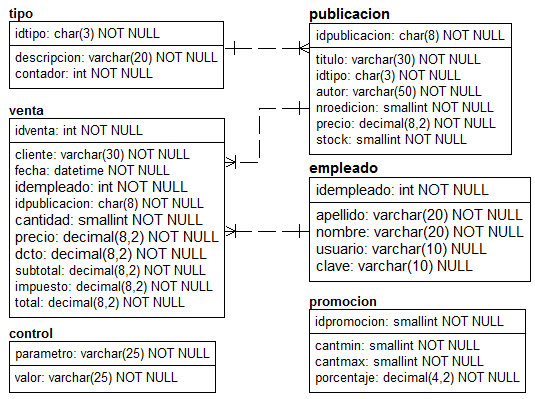 tipo
idtipo: char(3) NOT NULL
descripcion: varchar(20) NOT NULL
contador: int NOT NULL
publicacion
idpublicacion: char(8) NOT NULL
titulo: varchar(30) NOT NULL
idtipo: char(3) NOT NULL
autor: varchar(50) NOT NULL
nroedicion: smallint NOT NULL
precio: decimal(8,2) NOT NULL
stock: smallint NOT NULL
venta
idventa: int NOT NULL
cliente: varchar(30) NOT NULL
fecha: datetime NOT NULL
idempleado: int NOT NULL
idpublicacion: char(8) NOT NULL
cantidad: smallint NOT NULL
precio: decimal(8,2) NOT NULL
dcto: decimal(8,2) NOT NULL
subtotal: decimal(8,2) NOT NULL
impuesto: decimal(8,2) NOT NULL
total: decimal(8,2) NOT NULL
empleado
idempleado: int NOT NULL
apellido: varchar(20) NOT NULL
nombre: varchar(20) NOT NULL
usuario: varchar(10) NULL
clave: varchar(10) NULL
control
parametro: varchar(25) NOT NULL
valor: varchar(25) NOT NULL
promocion
idpromocion: smallint NOT NULL
cantmin: smallint NOT NULL
cantmax: smallint NOT NULL
porcentaje: decimal(4,2) NOT NULL